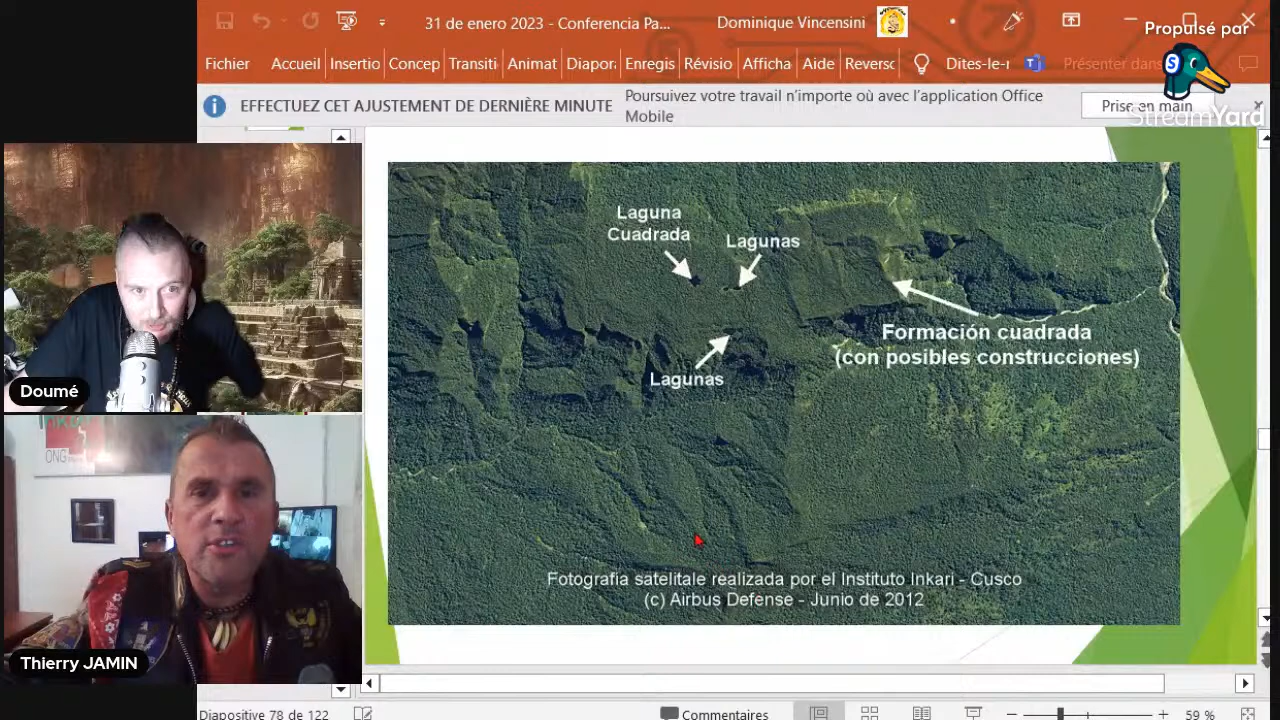 31 de enero 2023 - Conferencia Pa...
Dominique Vincensini
Propulsé par
StreamYard
Fichier
Accueil
Insertio
Concep
Transiti
Animat
Diapora
Enregis
Révisio
Afficha
Aide
Reversc
Dites-le-
Présenter dans
EFFECTUEZ CET AJUSTEMENT DE DERNIÈRE MINUTE
Poursuivez votre travail n'importe où avec l'application Office
Mobile
Prise en main
Laguna
Cuadrada
Lagunas
Formación cuadrada
(con posibles construcciones)
Lagunas
Fotografia satelitale realizada por el Instituto Inkari - Cusco
(c) Airbus Defense - Junio de 2012
Doumé
ONG
Thierry JAMIN
Diapositive 78 de 122
Commentaires
59 %